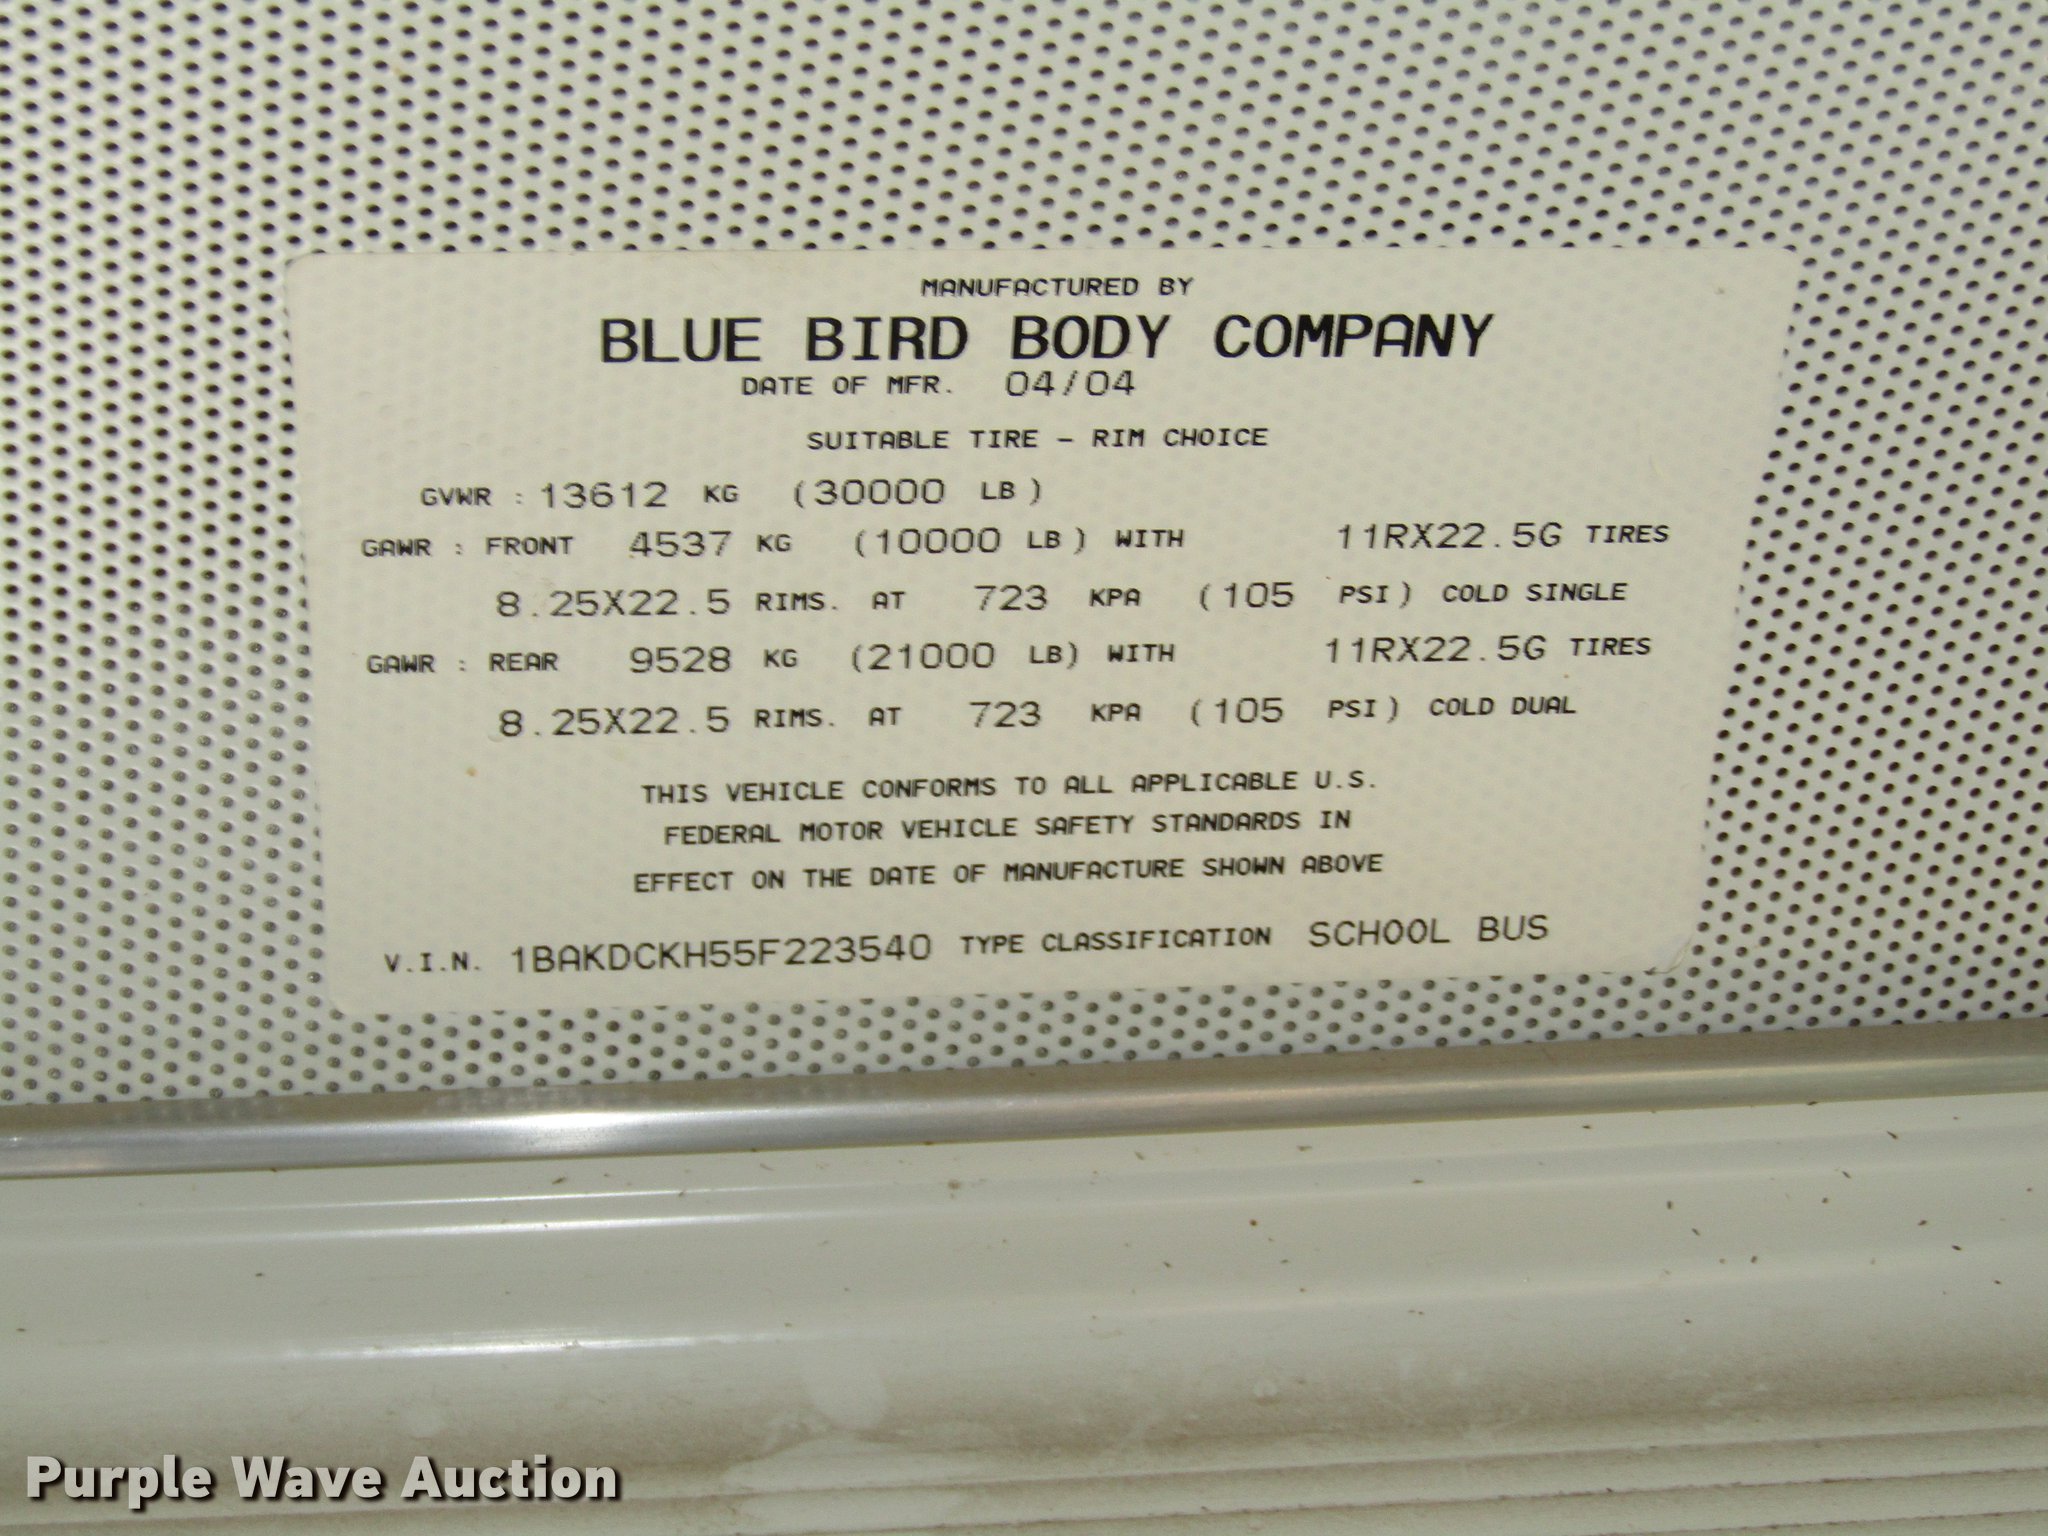 MANUFACTURED BY
BLUE BIRD BODY COMPANY
DATE OF MFR. 04/04
SUITABLE TIRE - RIM CHOICE
GVWR : 13612 KG (30000 LB)
GAWR : FRONT 4537 KG (10000 LB) WITH 11RX22.5G TIRES
8.25X22.5 RIMS. AT 723 KPA (105 PSI) COLD SINGLE
GAWR : REAR 9528 KG (21000 LB) WITH 11RX22.5G TIRES
8.25X22.5 RIMS. AT 723 KPA (105 PSI) COLD DUAL
THIS VEHICLE CONFORMS TO ALL APPLICABLE U.S.
FEDERAL MOTOR VEHICLE SAFETY STANDARDS IN
EFFECT ON THE DATE OF MANUFACTURE SHOWN ABOVE
V.I.N. 1BAKDCKH55F223540 TYPE CLASSIFICATION SCHOOL BUS
Purple Wave Auction